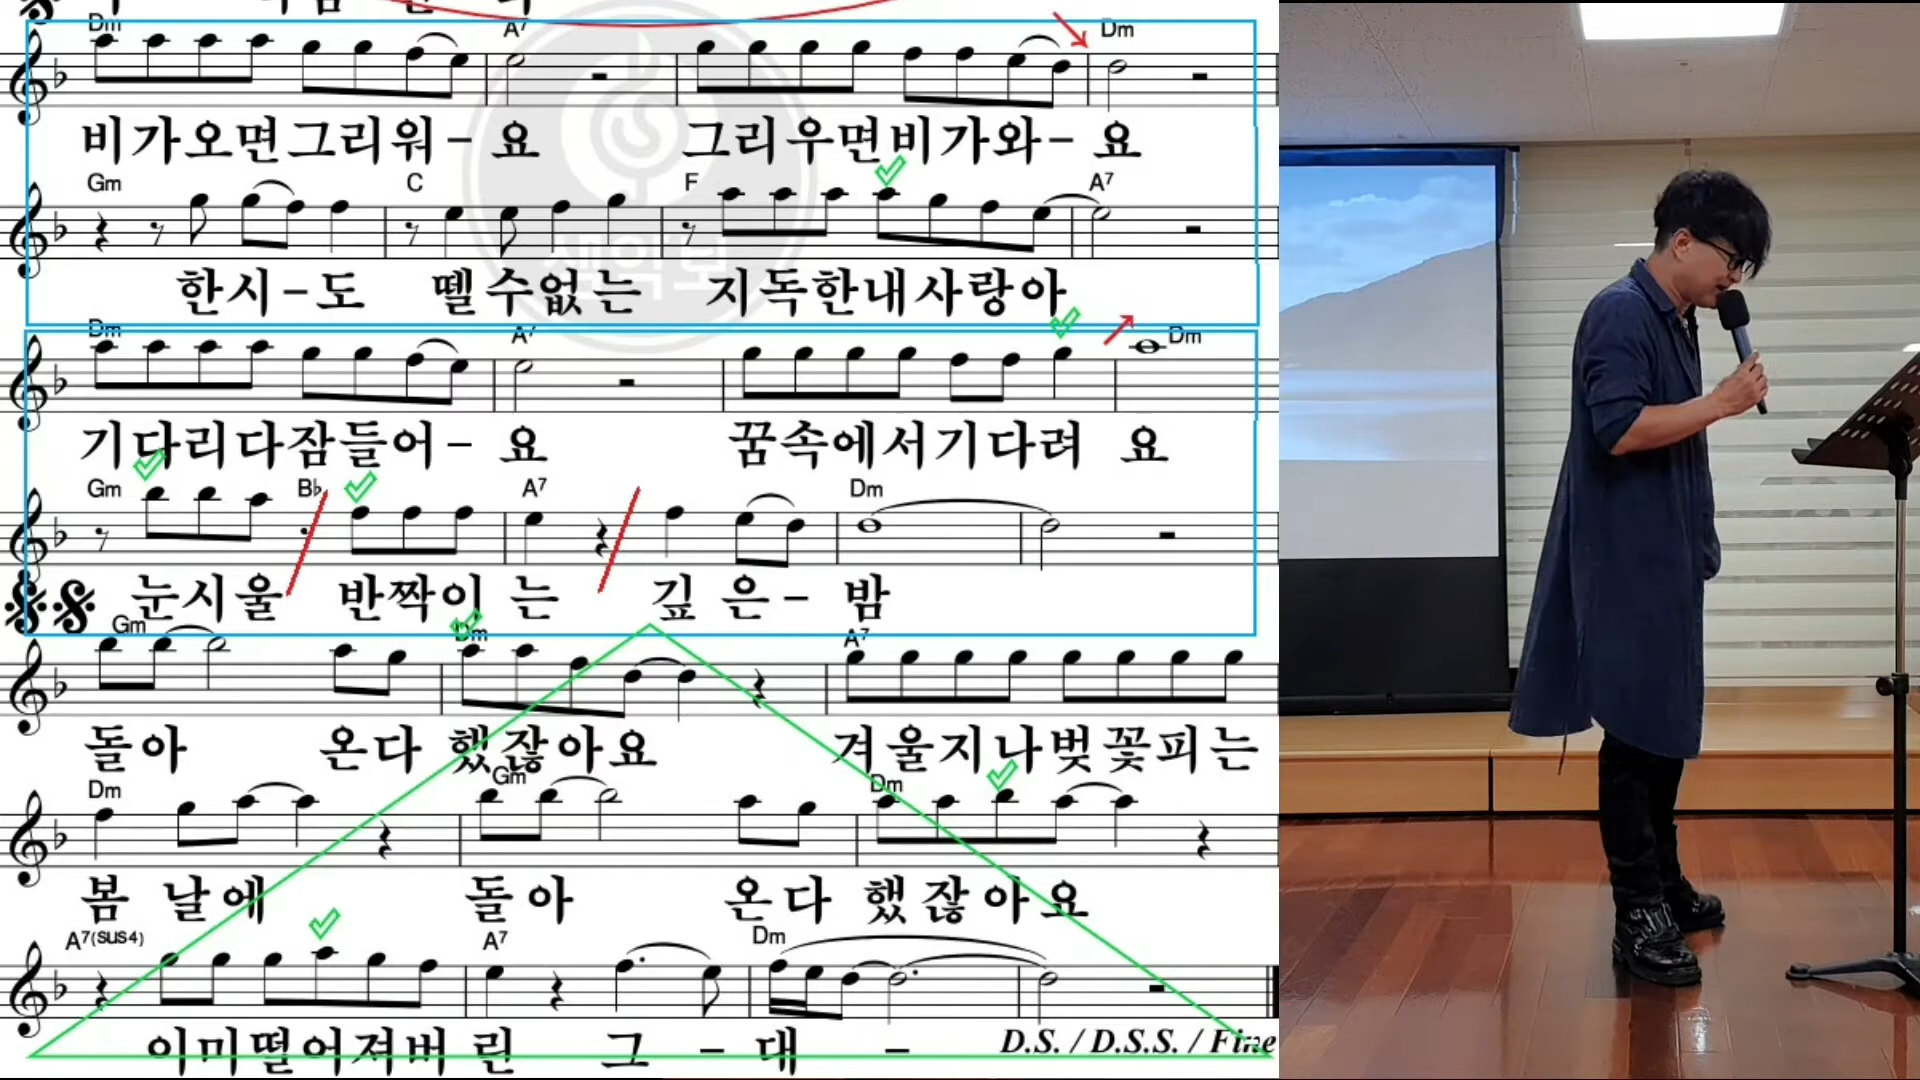 Dm A7 Dm
비가오면그리워- 요 그리우면비가와- 요
Gm C F A7
한시-도 뗄수없는 지독한내사랑아
Dm A7 Dm
기다리다잠들어- 요 꿈속에서기다려 요
Gm B♭ A7 Dm
눈시울 반짝이 는 깊 은- 밤
Gm Dm A7
돌아 온다 했잖아요 겨울지나벚꽃피는
Dm Gm Dm
봄 날에 돌아 온다 했잖아요
A7(SUS4) A7 Dm
이미떨어져버 린 그 - 대 -
D.S. / D.S.S. / Fine